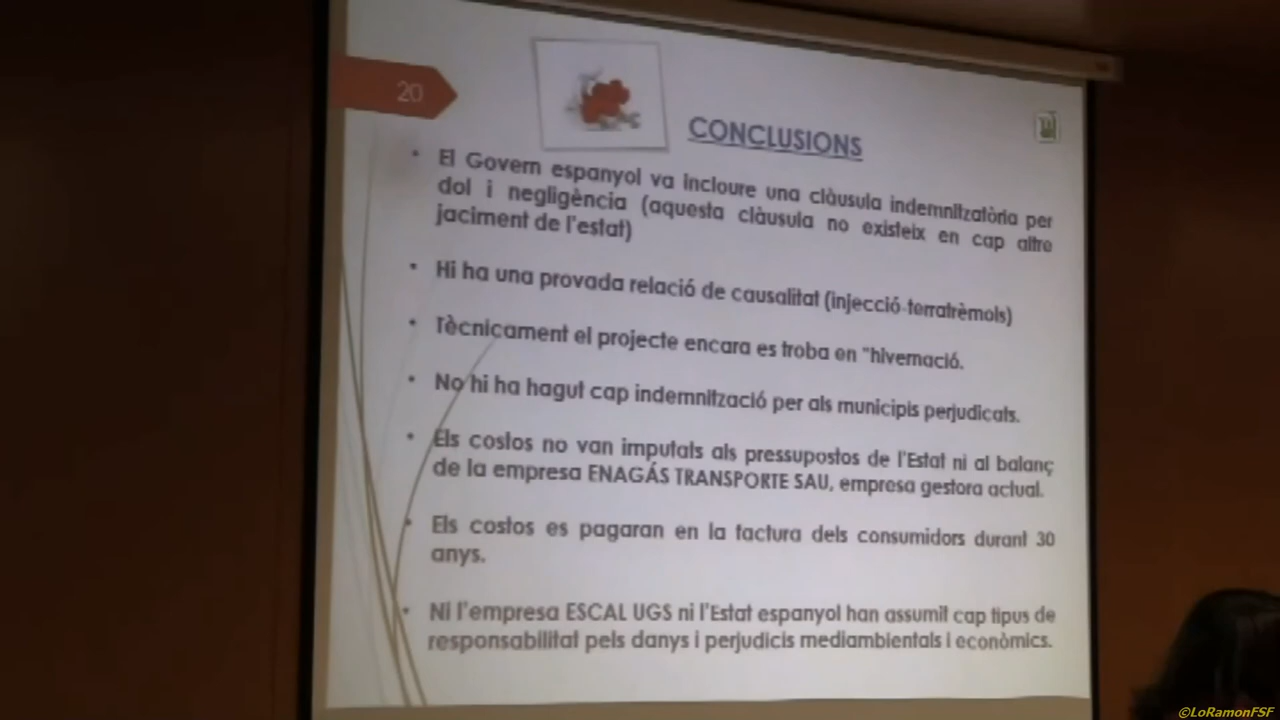 20
CONCLUSIONS
• El Govern espanyol va incloure una clàusula indemnitzatòria per
dol i negligència (aquesta clàusula no existeix en cap altre
jaciment de l'estat)
• Hi ha una provada relació de causalitat (injecció-terratrèmols)
• Tècnicament el projecte encara es troba en "hivernació.
• No hi ha hagut cap indemnització per als municipis perjudicats.
• Els costos no van imputats als pressupostos de l'Estat ni al balanç
de la empresa ENAGÁS TRANSPORTE SAU, empresa gestora actual.
• Els costos es pagaran en la factura dels consumidors durant 30
anys.
• Ni l'empresa ESCAL UGS ni l'Estat espanyol han assumit cap tipus de
responsabilitat pels danys i perjudicis mediambientals i econòmics.
©LoRamonFSF